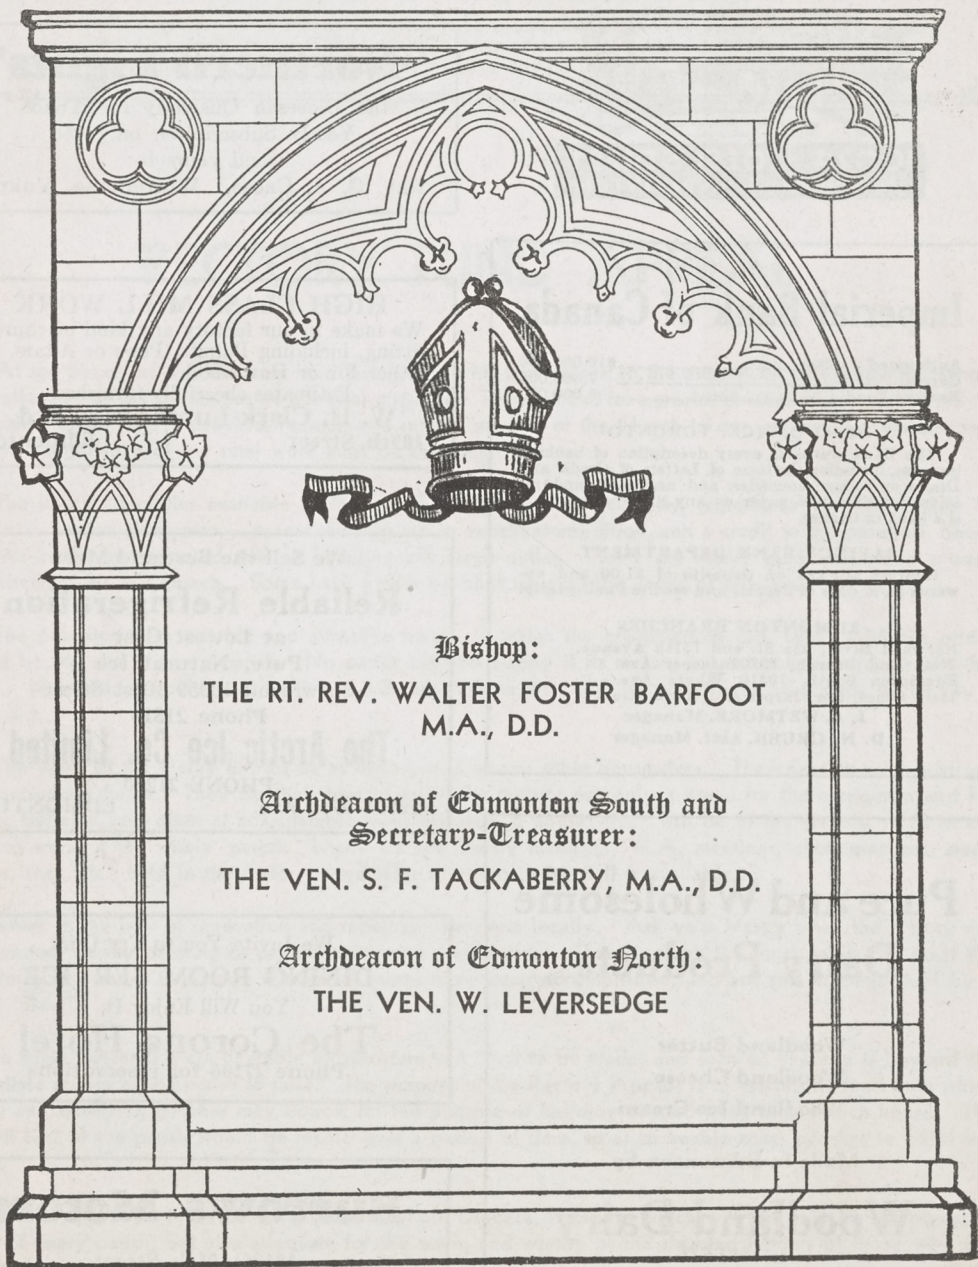 Bishop:
THE RT. REV. WALTER FOSTER BARFOOT
M.A., D.D.
Archdeacon of Edmonton South and
Secretary-Treasurer:
THE VEN. S. F. TACKABERRY, M.A., D.D.
Archdeacon of Edmonton North:
THE VEN. W. LEVERSEDGE